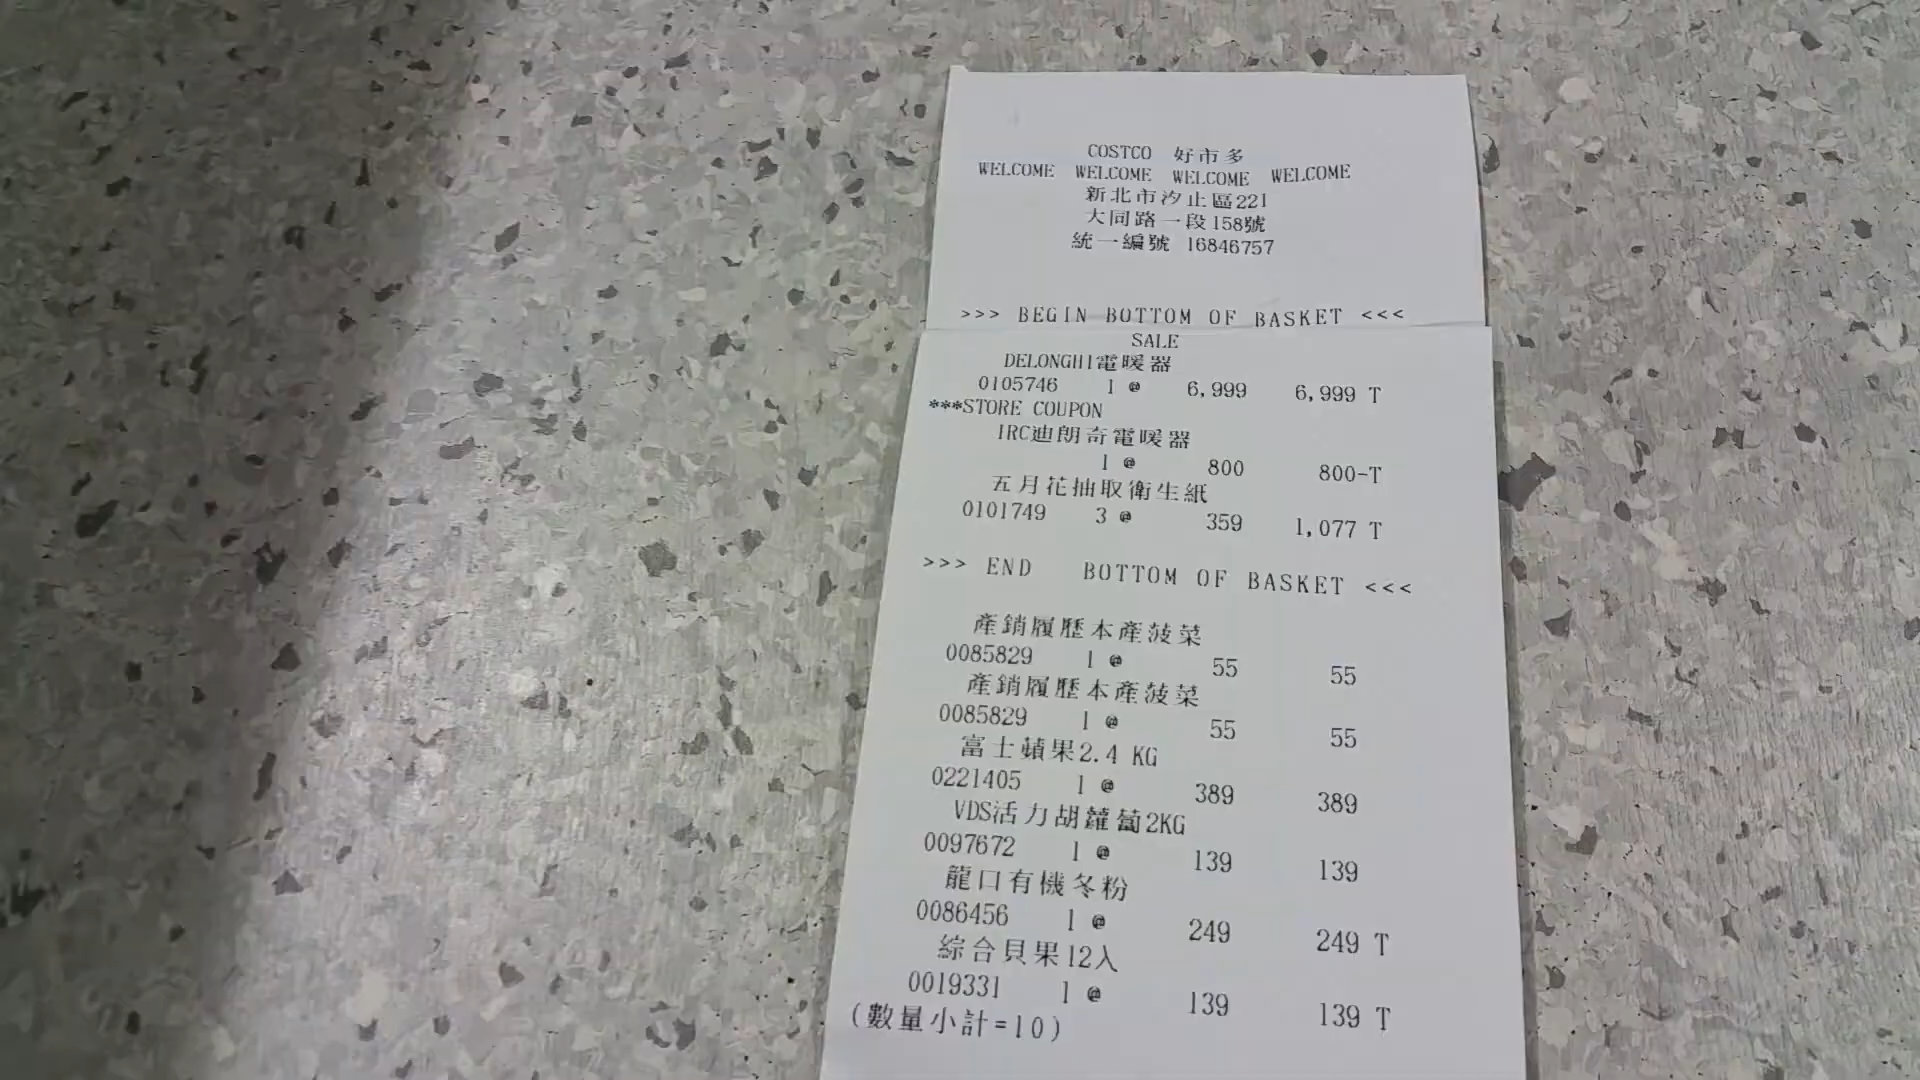 COSTCO 好市多
WELCOME WELCOME WELCOME WELCOME
新北市汐止區221
大同路一段158號
統一編號 16846757
>>> BEGIN BOTTOM OF BASKET <<<
SALE
DELONGHI電暖器
0105746 1 @ 6,999 6,999 T
***STORE COUPON
IRC迪朗奇電暖器
1 @ 800 800-T
五月花抽取衛生紙
0101749 3 @ 359 1,077 T
>>> END BOTTOM OF BASKET <<<
產銷履歷本產菠菜
0085829 1 @ 55 55
產銷履歷本產菠菜
0085829 1 @ 55 55
富士蘋果2.4 KG
0221405 1 @ 389 389
VDS活力胡蘿蔔2KG
0097672 1 @ 139 139
龍口有機冬粉
0086456 1 @ 249 249 T
綜合貝果12入
0019331 1 @ 139 139 T
(數量小計=10)